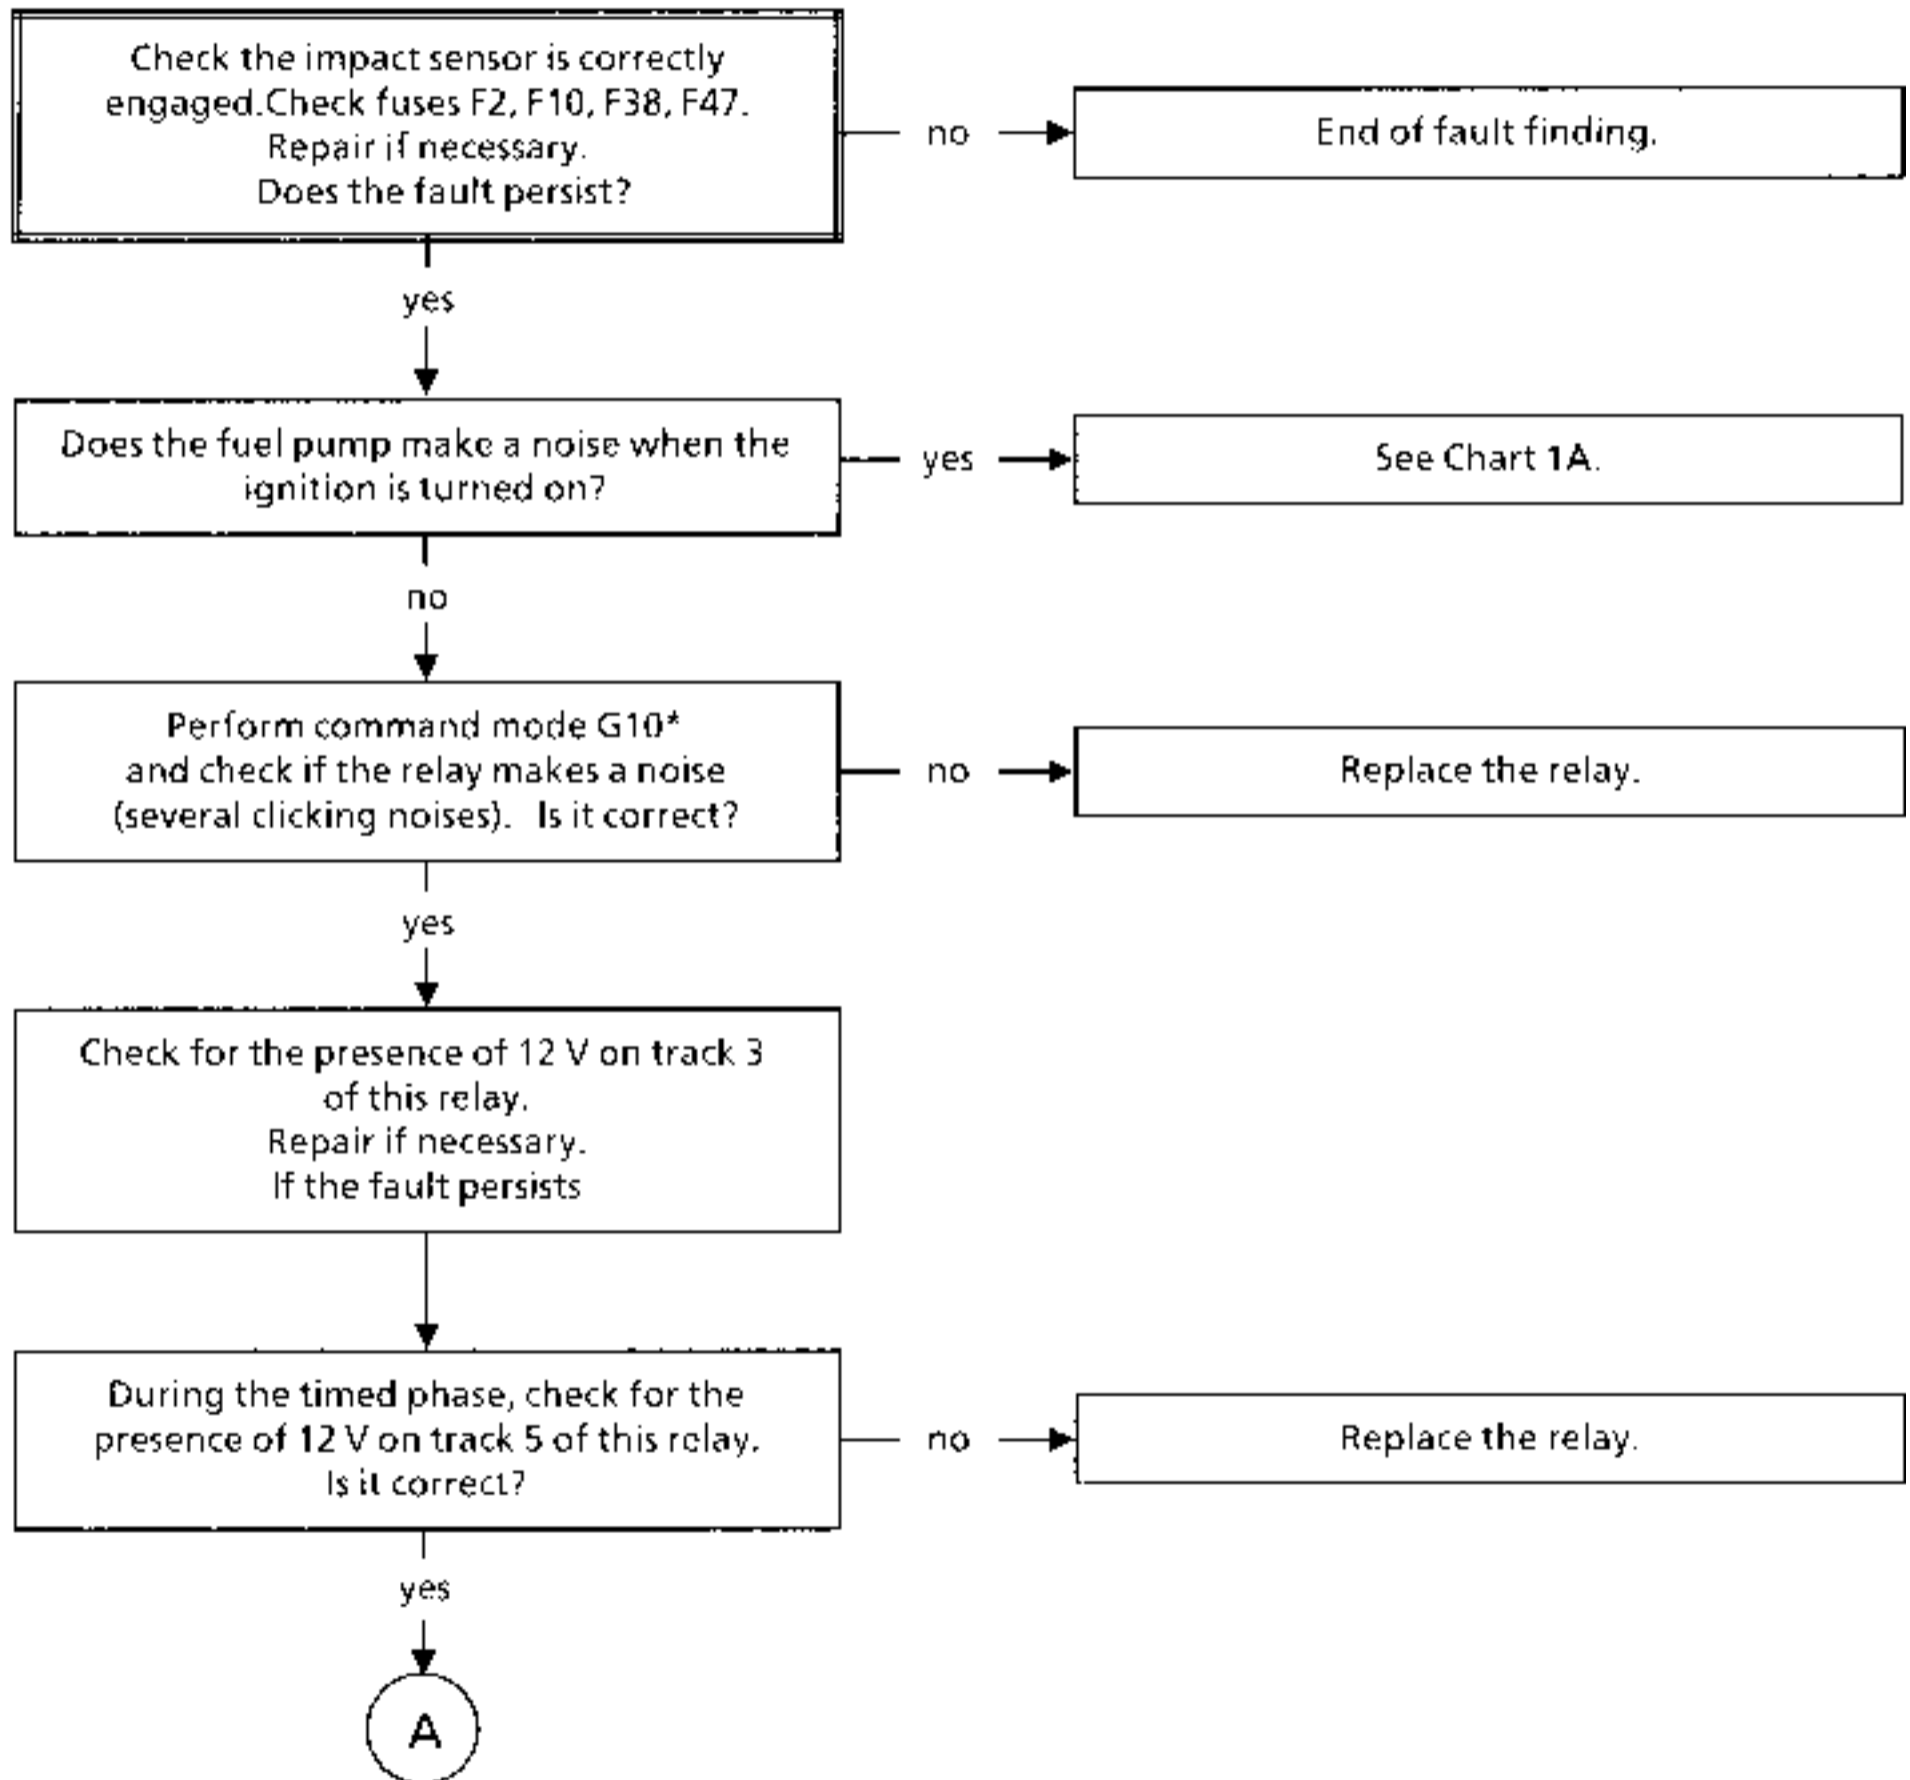 Check the impact sensor is correctly
engaged.Check fuses F2, F10, F38, F47.
Repair if necessary.
Does the fault persist?
no
End of fault finding.
yes
Does the fuel pump make a noise when the
ignition is turned on?
yes
See Chart 1A.
no
Perform command mode G10*
and check if the relay makes a noise
(several clicking noises). Is it correct?
no
Replace the relay.
yes
Check for the presence of 12 V on track 3
of this relay.
Repair if necessary.
If the fault persists
During the timed phase, check for the
presence of 12 V on track 5 of this relay.
Is it correct?
no
Replace the relay.
yes
A